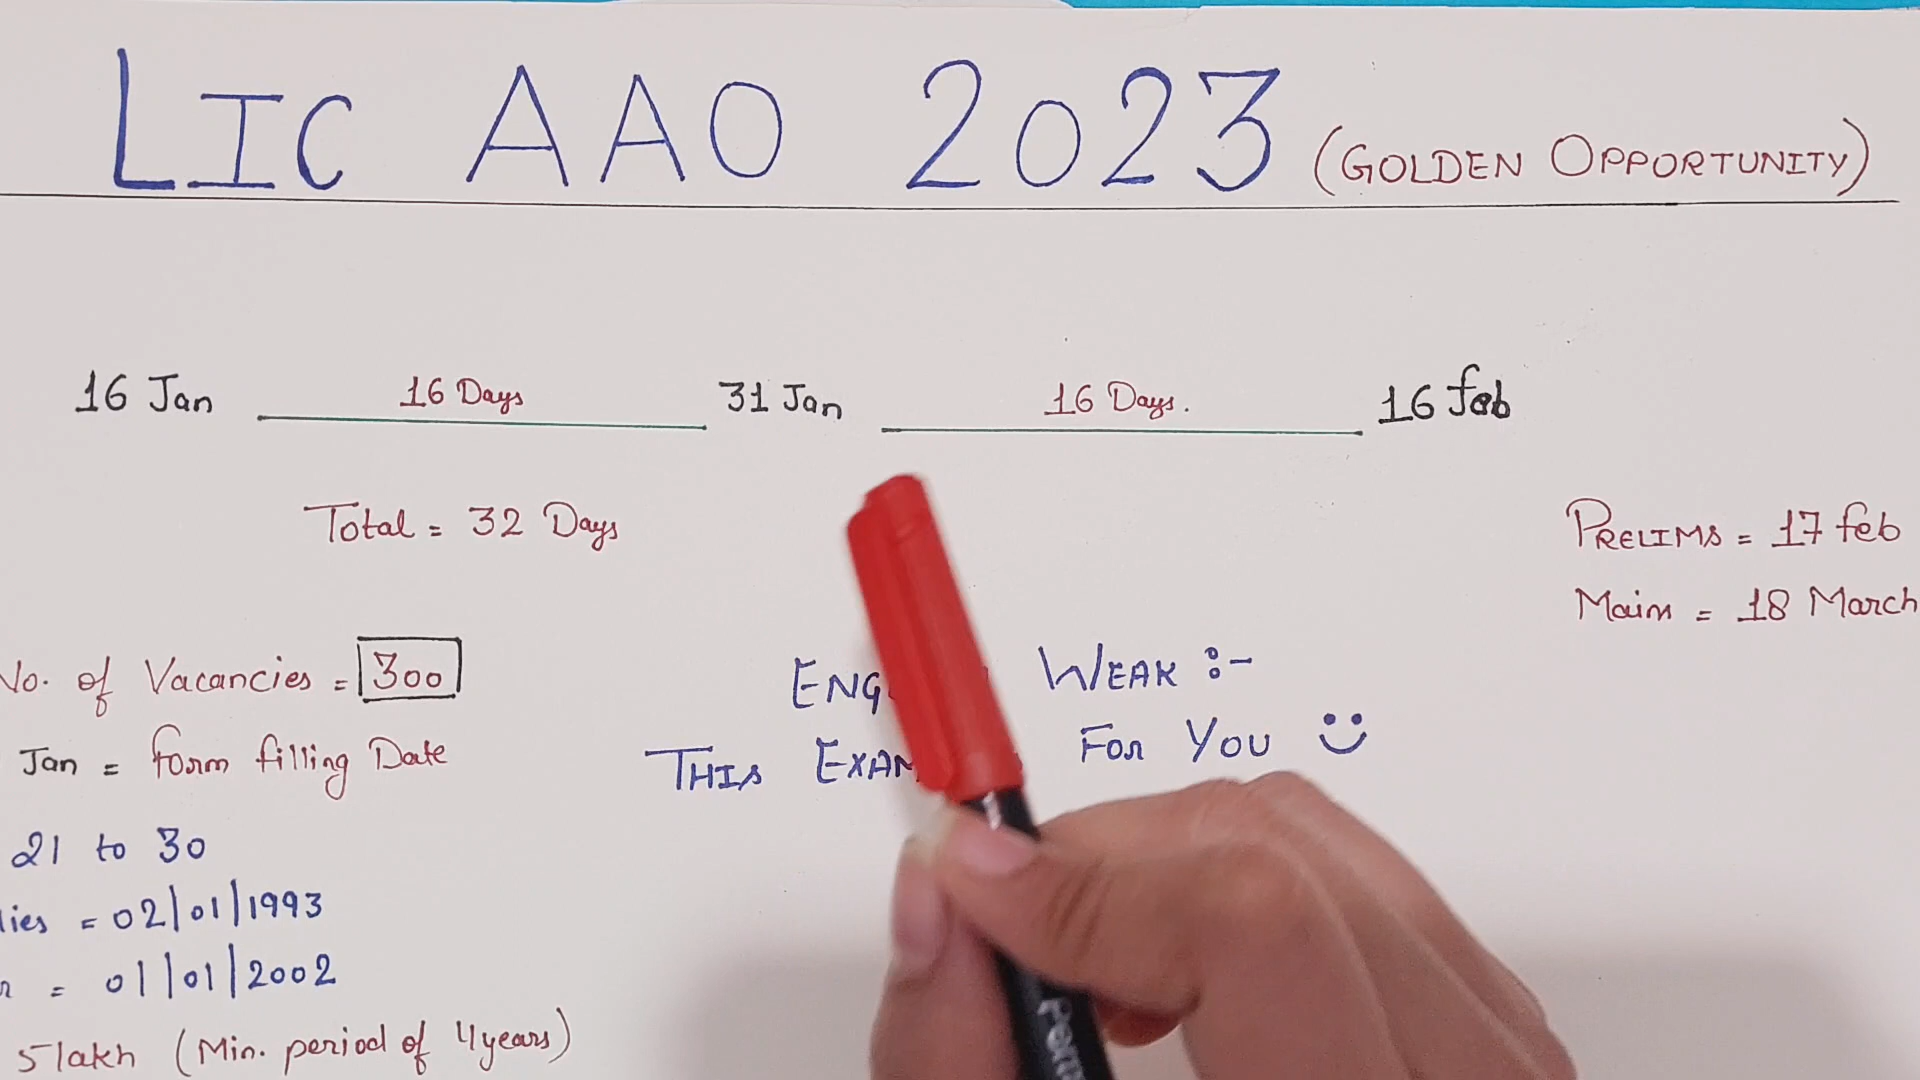 LIC AAO 2023 (GOLDEN OPPORTUNITY)
16 Jan 16 Days 31 Jan 16 Days. 16 feb
Total = 32 Days
PRELIMS = 17 feb
Main = 18 March
No. of Vacancies = 300
Jan = form filling Date
21 to 30
= 02/01/1993
= 01/01/2002
5 lakh (Min. period of 4 years)
WEAK :-
THIS FOR YOU